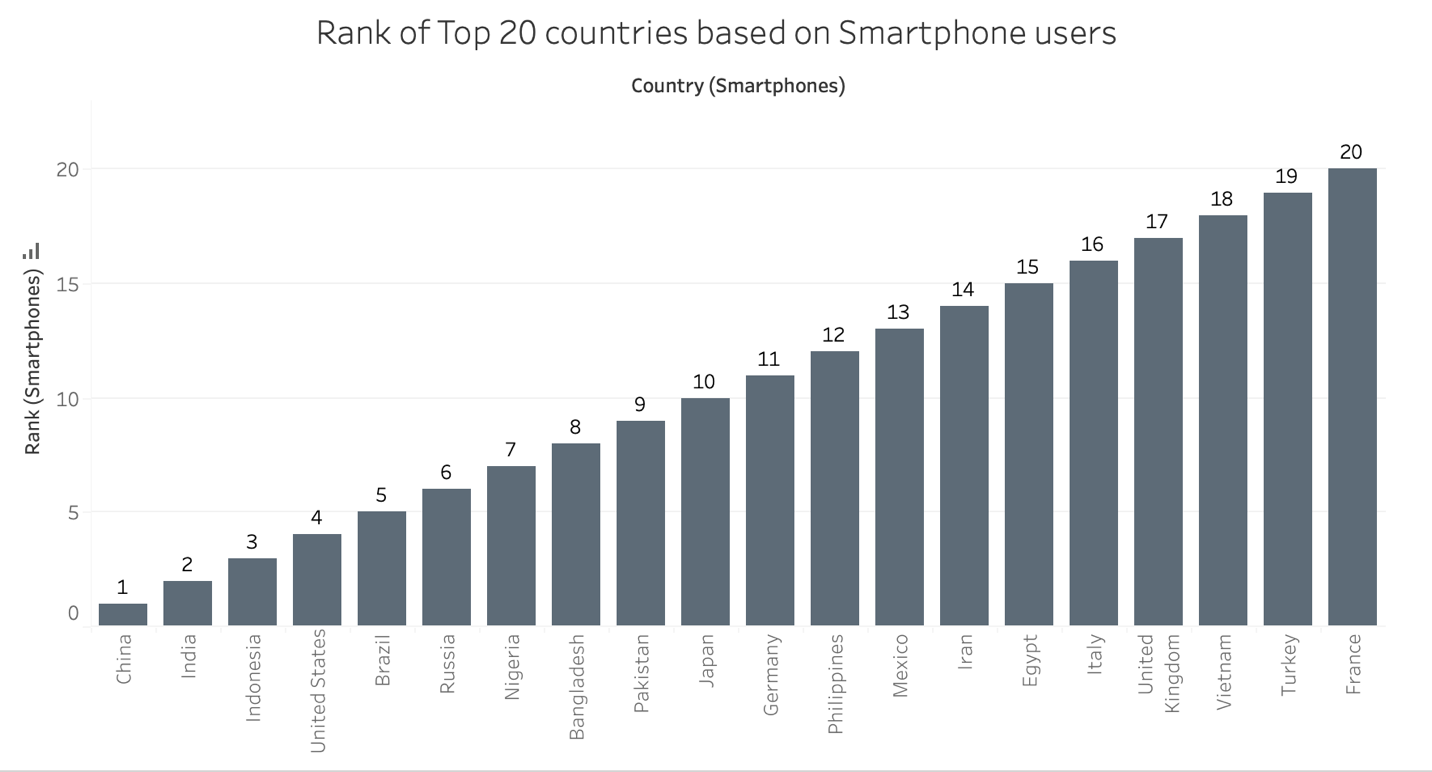 Rank of Top 20 countries based on Smartphone users
Country (Smartphones)
Rank (Smartphones)
20
15
10
5
0
1
2
3
4
5
6
7
8
9
10
11
12
13
14
15
16
17
18
19
20
China
India
Indonesia
United States
Brazil
Russia
Nigeria
Bangladesh
Pakistan
Japan
Germany
Philippines
Mexico
Iran
Egypt
Italy
United
Kingdom
Vietnam
Turkey
France